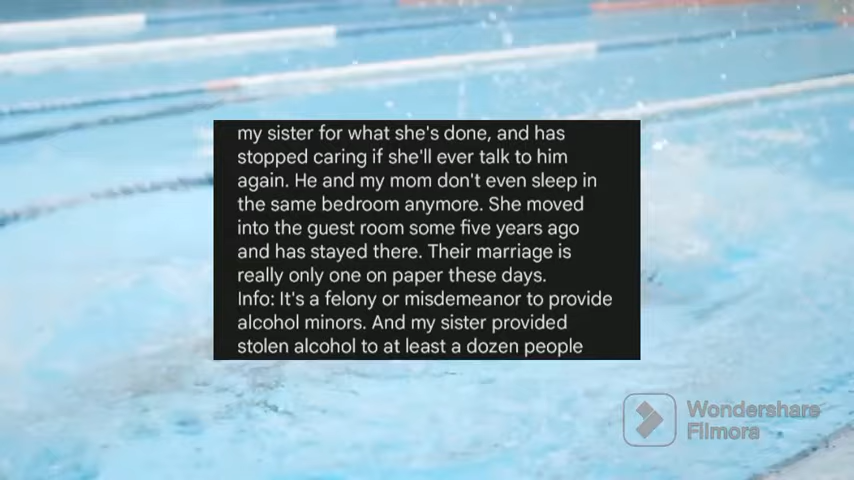 my sister for what she's done, and has
stopped caring if she'll ever talk to him
again. He and my mom don't even sleep in
the same bedroom anymore. She moved
into the guest room some five years ago
and has stayed there. Their marriage is
really only one on paper these days.
Info: It's a felony or misdemeanor to provide
alcohol minors. And my sister provided
stolen alcohol to at least a dozen people
Wondershare
Filmora